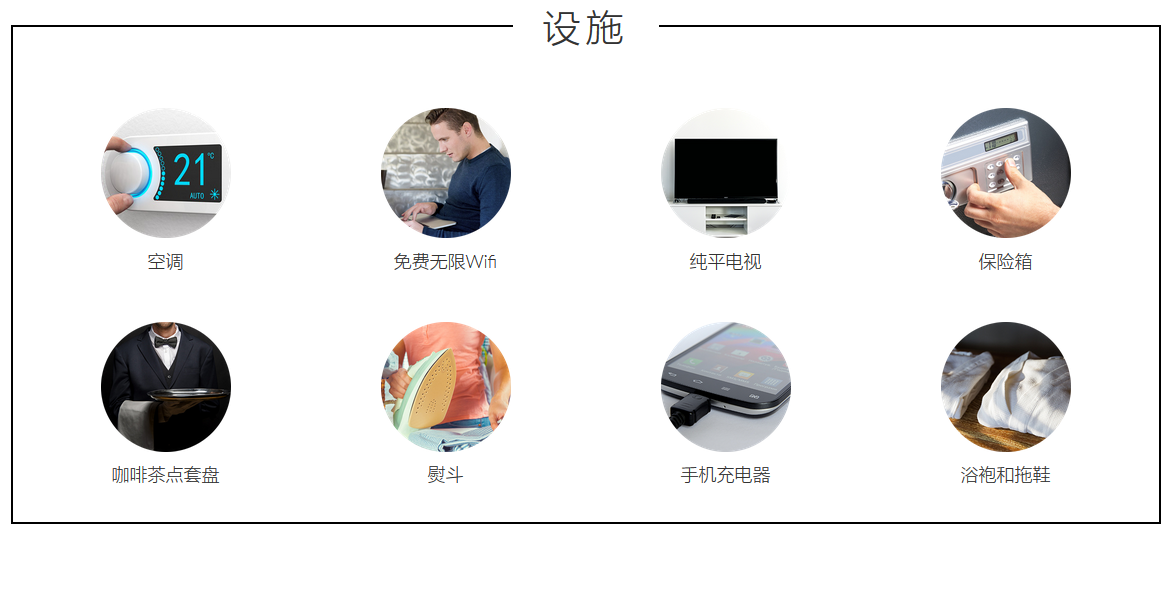 设施
21
°C
AUTO
空调
免费无限Wifi
纯平电视
保险箱
咖啡茶点套盘
熨斗
手机充电器
浴袍和拖鞋